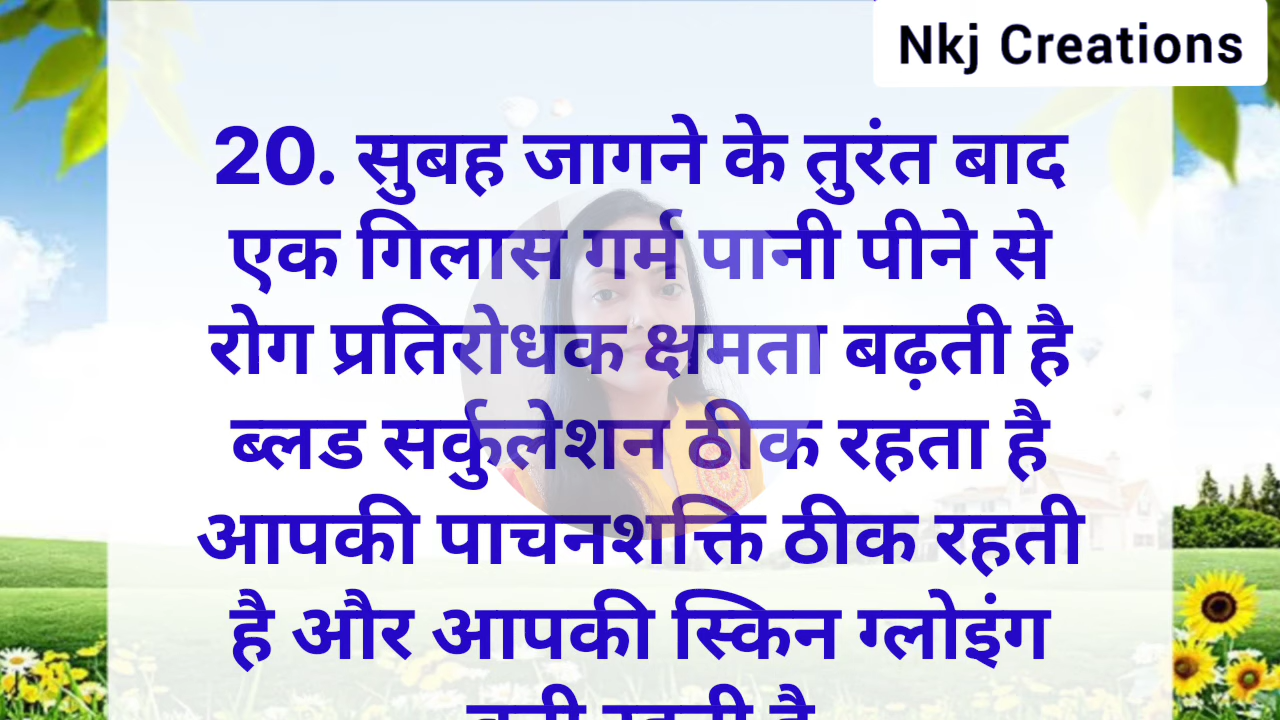 Nkj Creations
20. सुबह जागने के तुरंत बाद
एक गिलास गर्म पानी पीने से
रोग प्रतिरोधक क्षमता बढ़ती है
ब्लड सर्कुलेशन ठीक रहता है
आपकी पाचनशक्ति ठीक रहती
है और आपकी स्किन ग्लोइंग